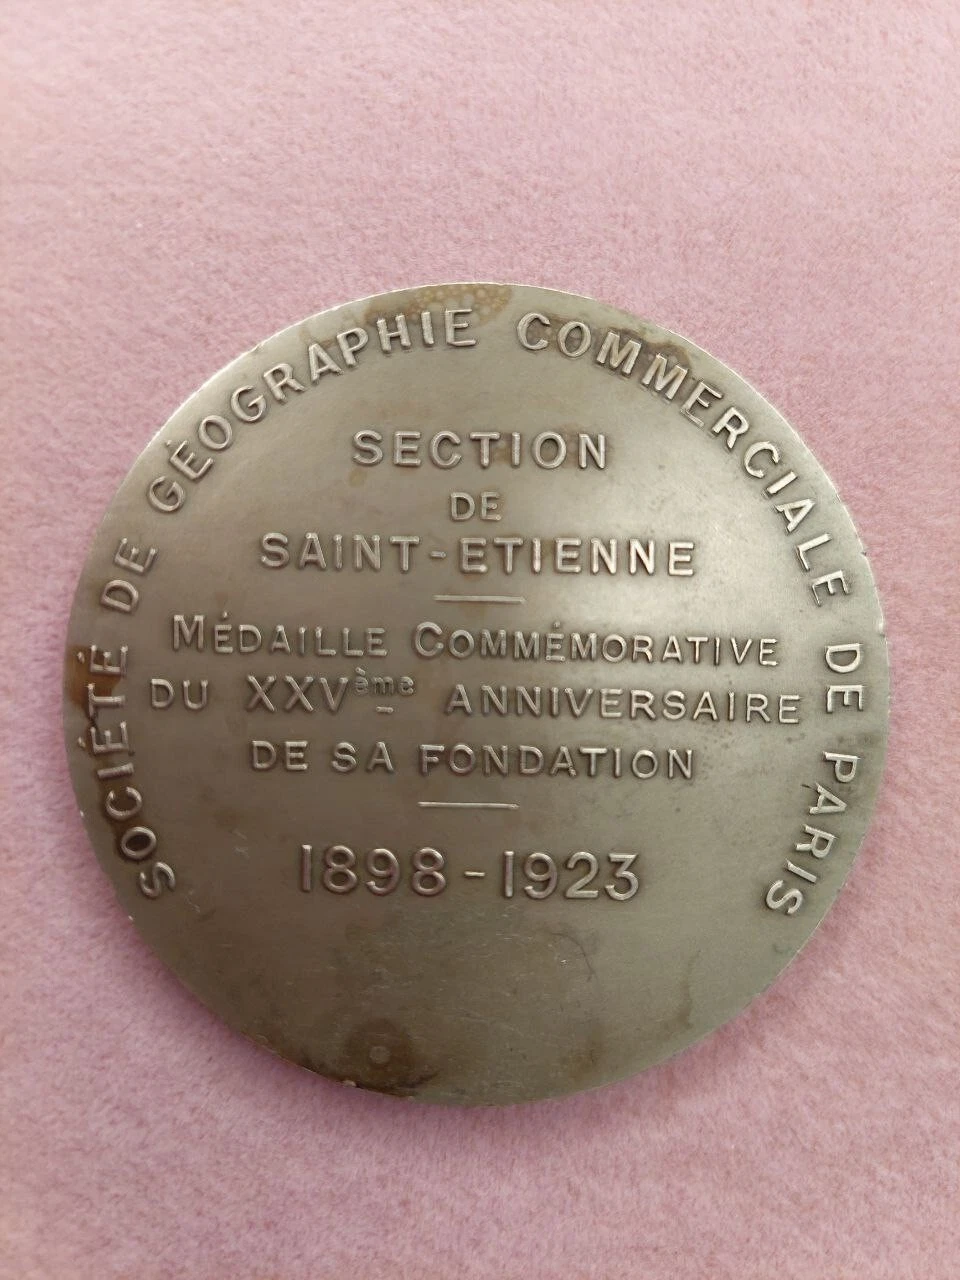 SOCIÉTÉ DE GÉOGRAPHIE COMMERCIALE DE PARIS
SECTION
DE
SAINT-ETIENNE
MÉDAILLE COMMÉMORATIVE
DU XXVème ANNIVERSAIRE
DE SA FONDATION
1898-1923